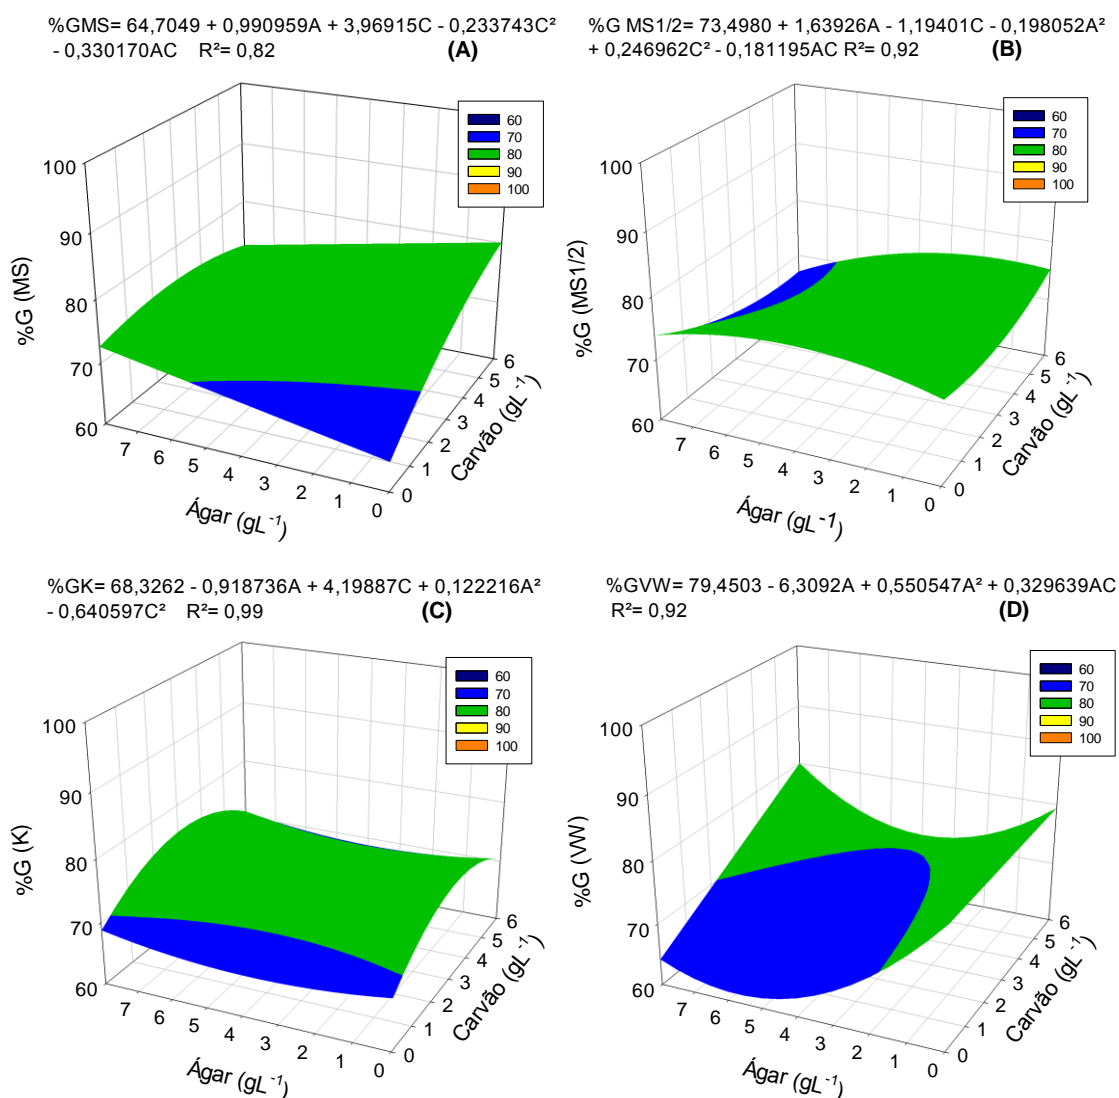 %GMS= 64,7049 + 0,990959A + 3,96915C - 0,233743C²
- 0,330170AC R²= 0,82 (A)
100
90
80
70
60
%G (MS)
7 6 5 4 3 2 1 0
Ágar (gL⁻¹)
0 1 2 3 4 5 6
Carvão (gL⁻¹)
60
70
80
90
100
%G MS1/2= 73,4980 + 1,63926A - 1,19401C - 0,198052A²
+ 0,246962C² - 0,181195AC R²= 0,92 (B)
100
90
80
70
60
%G (MS1/2)
7 6 5 4 3 2 1 0
Ágar (gL-1)
0 1 2 3 4 5 6
Carvão (gL⁻¹)
60
70
80
90
100
%GK= 68,3262 - 0,918736A + 4,19887C + 0,122216A²
- 0,640597C² R²= 0,99 (C)
100
90
80
70
60
%G (K)
7 6 5 4 3 2 1 0
Ágar (gL⁻¹)
0 1 2 3 4 5 6
Carvão (gL⁻¹)
60
70
80
90
100
%GVW= 79,4503 - 6,3092A + 0,550547A² + 0,329639AC
R²= 0,92 (D)
100
90
80
70
60
%G (VW)
7 6 5 4 3 2 1 0
Ágar (gL⁻¹)
0 1 2 3 4 5 6
Carvão (gL⁻¹)
60
70
80
90
100